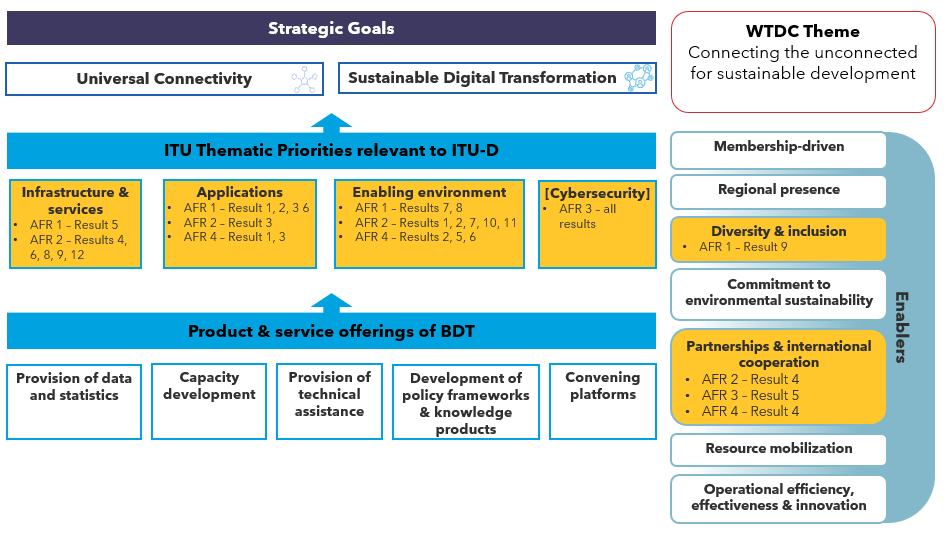 Strategic Goals
Universal Connectivity
Sustainable Digital Transformation
ITU Thematic Priorities relevant to ITU-D
Infrastructure &
services
• AFR 1 – Result 5
• AFR 2 – Results 4,
6, 8, 9, 12
Applications
• AFR 1 – Result 1, 2, 3 6
• AFR 2 – Result 3
• AFR 4 – Result 1, 3
Enabling environment
• AFR 1 – Results 7, 8
• AFR 2 – Results 1, 2, 7, 10, 11
• AFR 4 – Results 2, 5, 6
[Cybersecurity]
• AFR 3 – all
results
Product & service offerings of BDT
Provision of data
and statistics
Capacity
development
Provision of
technical
assistance
Development of
policy frameworks
& knowledge
products
Convening
platforms
WTDC Theme
Connecting the unconnected
for sustainable development
Membership-driven
Regional presence
Diversity & inclusion
• AFR 1 – Result 9
Commitment to
environmental sustainability
Partnerships & international
cooperation
• AFR 2 – Result 4
• AFR 3 – Result 5
• AFR 4 – Result 4
Resource mobilization
Operational efficiency,
effectiveness & innovation
Enablers